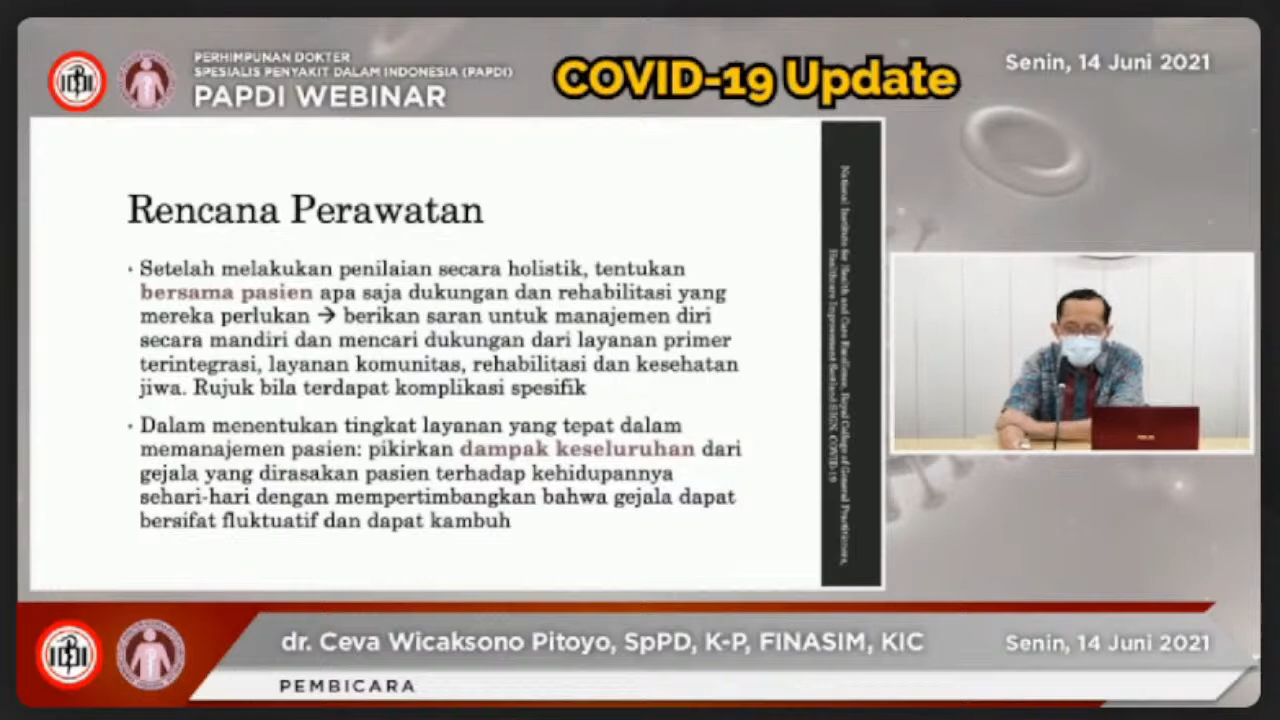 PERHIMPUNAN DOKTER
SPESIALIS PENYAKIT DALAM INDONESIA (PAPDI)
PAPDI WEBINAR
COVID-19 Update
Senin, 14 Juni 2021
Rencana Perawatan
• Setelah melakukan penilaian secara holistik, tentukan
bersama pasien apa saja dukungan dan rehabilitasi yang
mereka perlukan → berikan saran untuk manajemen diri
secara mandiri dan mencari dukungan dari layanan primer
terintegrasi, layanan komunitas, rehabilitasi dan kesehatan
jiwa. Rujuk bila terdapat komplikasi spesifik
• Dalam menentukan tingkat layanan yang tepat dalam
memanajemen pasien: pikirkan dampak keseluruhan dari
gejala yang dirasakan pasien terhadap kehidupannya
sehari-hari dengan mempertimbangkan bahwa gejala dapat
bersifat fluktuatif dan dapat kambuh
National Institute for Health and Care Excellence, Royal College of General Practitioners,
Healthcare Improvement Scotland SIGN. COVID-19
dr. Ceva Wicaksono Pitoyo, SpPD, K-P, FINASIM, KIC
Senin, 14 Juni 2021
PEMBICARA